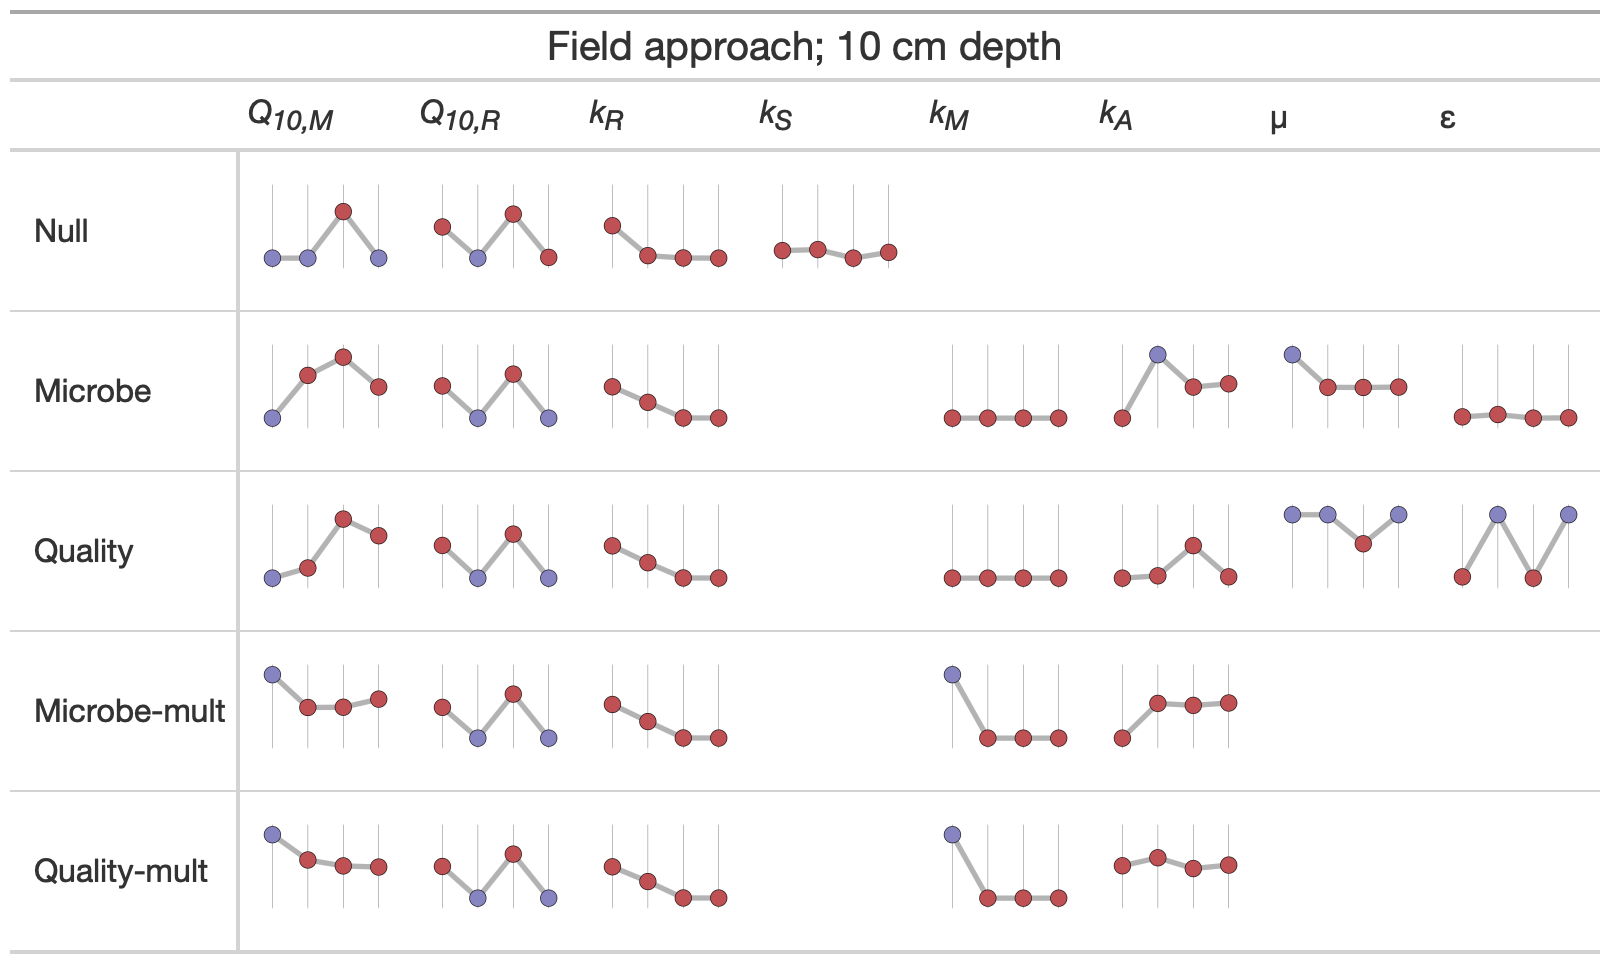 Field approach; 10 cm depth
Q10,M Q10,R kR kS kM kA μ ε
Null
Microbe
Quality
Microbe-mult
Quality-mult